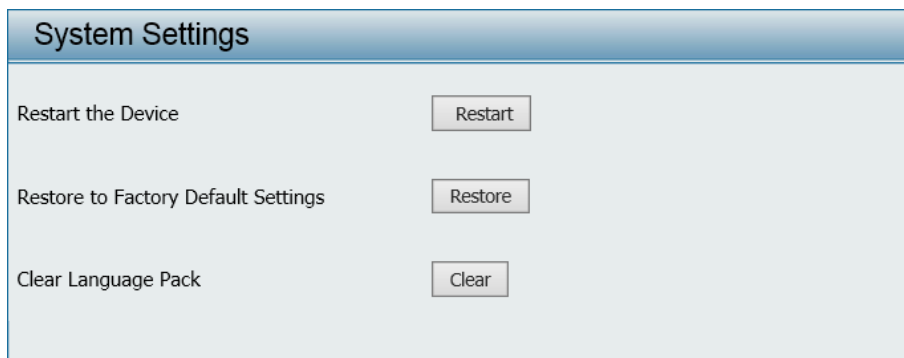 System Settings
Restart the Device Restart
Restore to Factory Default Settings Restore
Clear Language Pack Clear